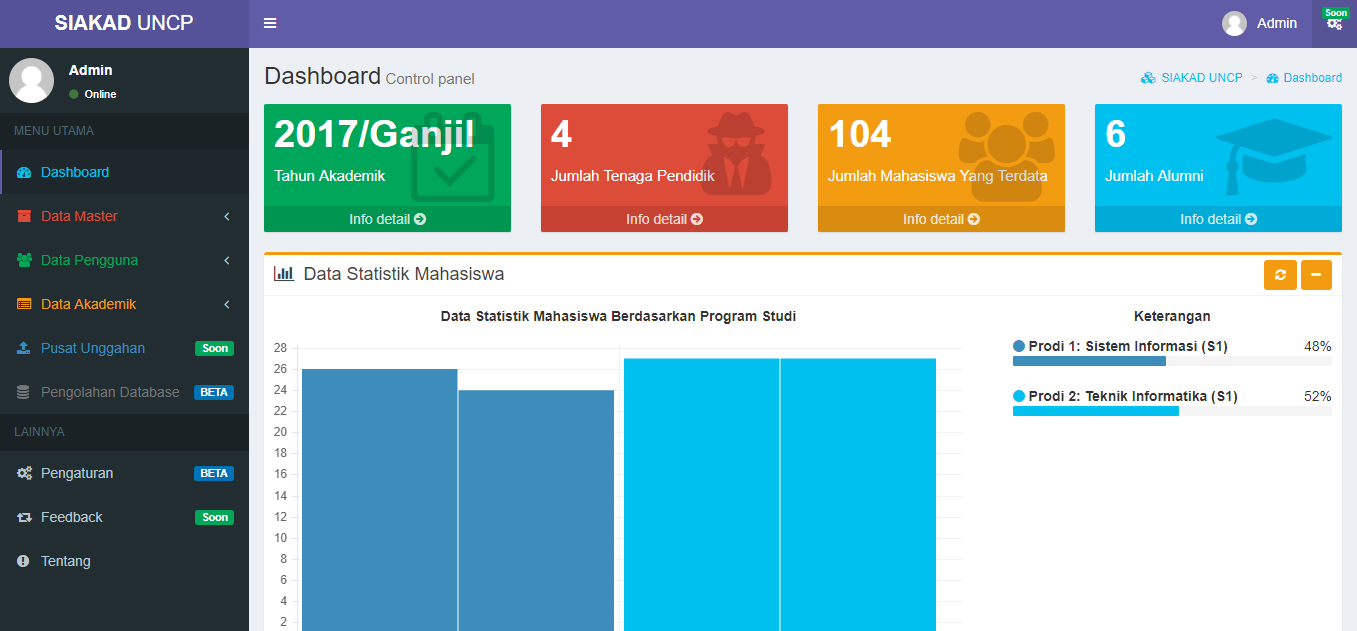 SIAKAD UNCP
Admin
Soon
Admin
Online
MENU UTAMA
Dashboard
Data Master
Data Pengguna
Data Akademik
Pusat Unggahan Soon
Pengolahan Database BETA
LAINNYA
Pengaturan BETA
Feedback Soon
Tentang
Dashboard Control panel
SIAKAD UNCP > Dashboard
2017/Ganjil
Tahun Akademik
Info detail
4
Jumlah Tenaga Pendidik
Info detail
104
Jumlah Mahasiswa Yang Terdata
Info detail
6
Jumlah Alumni
Info detail
Data Statistik Mahasiswa
Data Statistik Mahasiswa Berdasarkan Program Studi
28
26
24
22
20
18
16
14
12
10
8
6
4
2
Keterangan
Prodi 1: Sistem Informasi (S1) 48%
Prodi 2: Teknik Informatika (S1) 52%